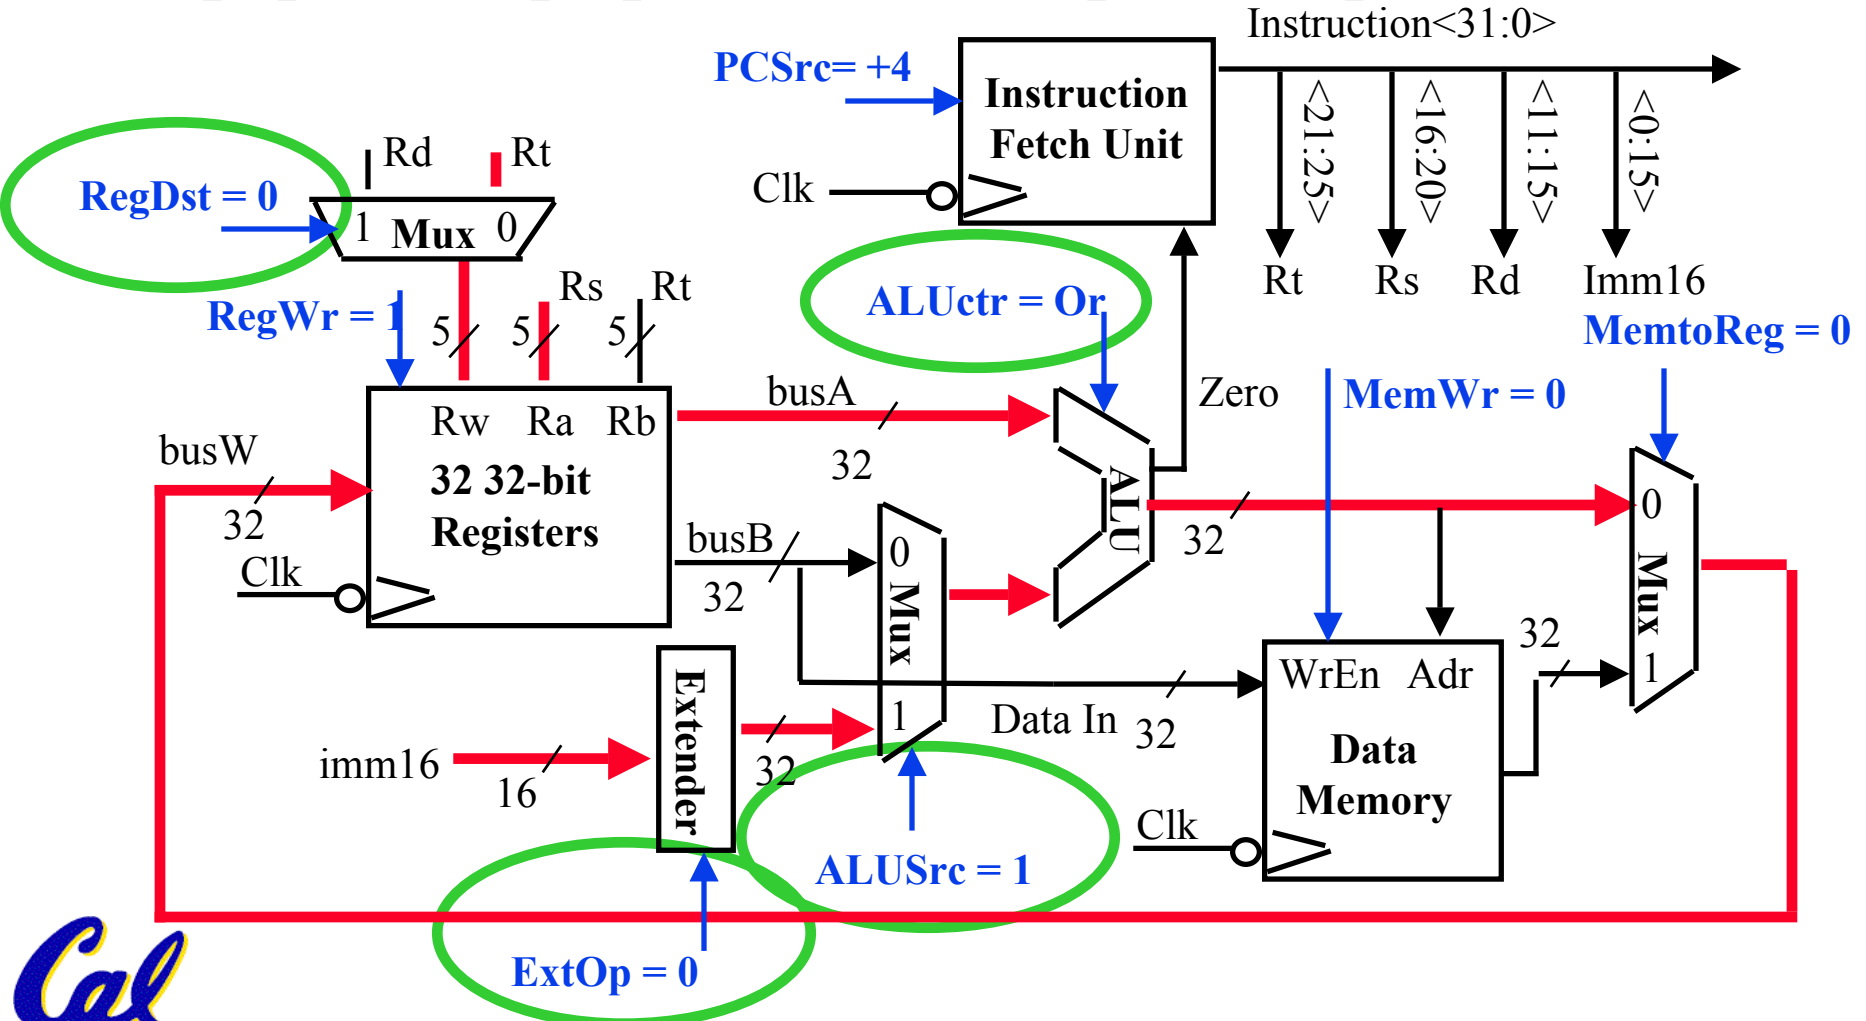 Instruction<31:0>
PCSrc= +4
Instruction
Fetch Unit
Clk
<21:25>
<16:20>
<11:15>
<0:15>
Rt
Rs
Rd
Imm16
Rd
Rt
RegDst = 0
1
Mux
0
RegWr = 1
5
5
Rs
5
Rt
ALUctr = Or
MemtoReg = 0
Zero
MemWr = 0
busA
32
busW
32
Rw
Ra
Rb
32 32-bit
Registers
Clk
busB
32
0
Mux
1
ALU
32
0
Mux
1
32
WrEn
Adr
Data In
32
Data
Memory
Clk
imm16
16
Extender
32
ALUSrc = 1
ExtOp = 0
Cal